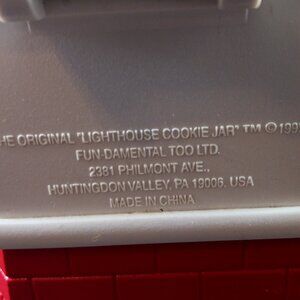 THE ORIGINAL "LIGHTHOUSE COOKIE JAR" TM ©
FUN-DAMENTAL TOO LTD.
2381 PHILMONT AVE.,
HUNTINGDON VALLEY, PA 19006. USA
MADE IN CHINA